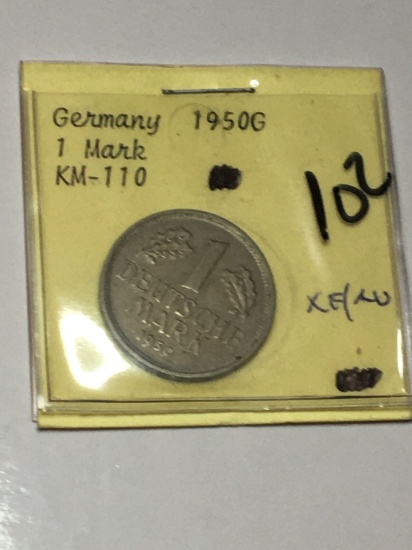 Germany 1950G
1 Mark
KM-110
102
XF/AU
1
DEUTSCHE
MARK